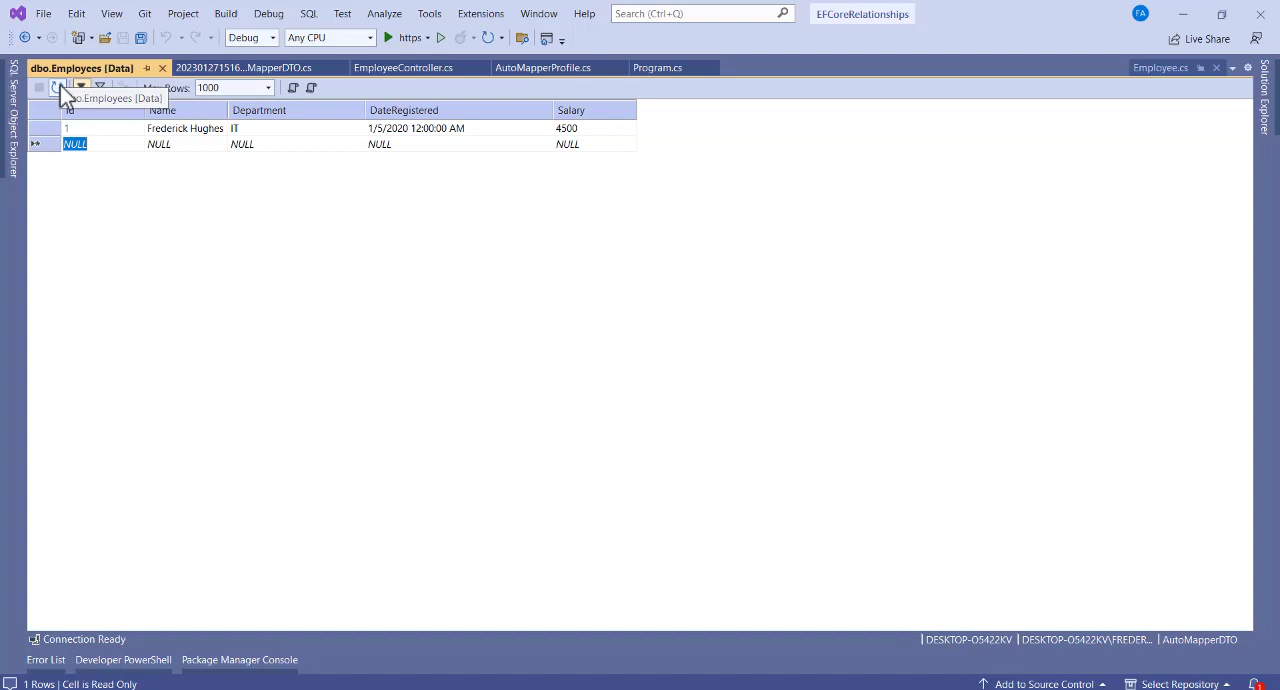 File Edit View Git Project Build Debug SQL Test Analyze Tools Extensions Window Help Search (Ctrl+Q) EFCoreRelationships FA
Debug Any CPU https Live Share
dbo.Employees [Data] 202301271516...MapperDTO.cs EmployeeController.cs AutoMapperProfile.cs Program.cs Employee.cs
Rows: 1000
bo.Employees [Data]
Id Name Department DateRegistered Salary
1 Frederick Hughes IT 1/5/2020 12:00:00 AM 4500
NULL NULL NULL NULL NULL
SQL Server Object Explorer
Solution Explorer
Connection Ready DESKTOP-O5422KV DESKTOP-O5422KV\FREDER... AutoMapperDTO
Error List Developer PowerShell Package Manager Console
1 Rows | Cell is Read Only Add to Source Control Select Repository 1